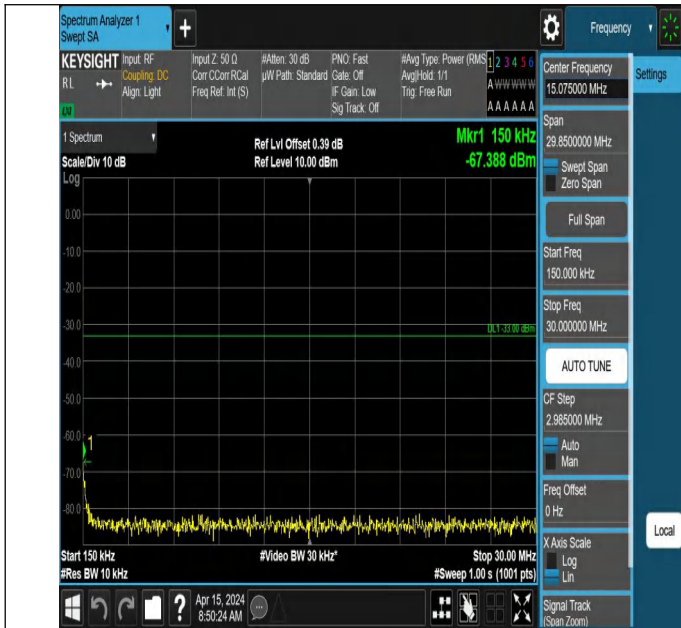 Spectrum Analyzer 1
Swept SA
+
Frequency
KEYSIGHT
RL
Input: RF
Coupling: DC
Align: Light
Input Z: 50 Ω
Corr CCorr RCal
Freq Ref: Int (S)
#Atten: 30 dB
µW Path: Standard
PNO: Fast
Gate: Off
IF Gain: Low
Sig Track: Off
#Avg Type: Power (RMS
Avg|Hold: 1/1
Trig: Free Run
1 2 3 4 5 6
A W W W W W
A A A A A A
1 Spectrum
Scale/Div 10 dB
Log
Ref Lvl Offset 0.39 dB
Ref Level 10.00 dBm
Mkr1 150 kHz
-67.388 dBm
0.00
-10.0
-20.0
-30.0
DL1 -33.00 dBm
-40.0
-50.0
-60.0
1
-70.0
-80.0
Start 150 kHz
#Res BW 10 kHz
#Video BW 30 kHz*
Stop 30.00 MHz
#Sweep 1.00 s (1001 pts)
?
Apr 15, 2024
8:50:24 AM
Center Frequency
15.075000 MHz
Settings
Span
29.8500000 MHz
Swept Span
Zero Span
Full Span
Start Freq
150.000 kHz
Stop Freq
30.000000 MHz
AUTO TUNE
CF Step
2.985000 MHz
Auto
Man
Freq Offset
0 Hz
Local
X Axis Scale
Log
Lin
Signal Track
(Span Zoom)